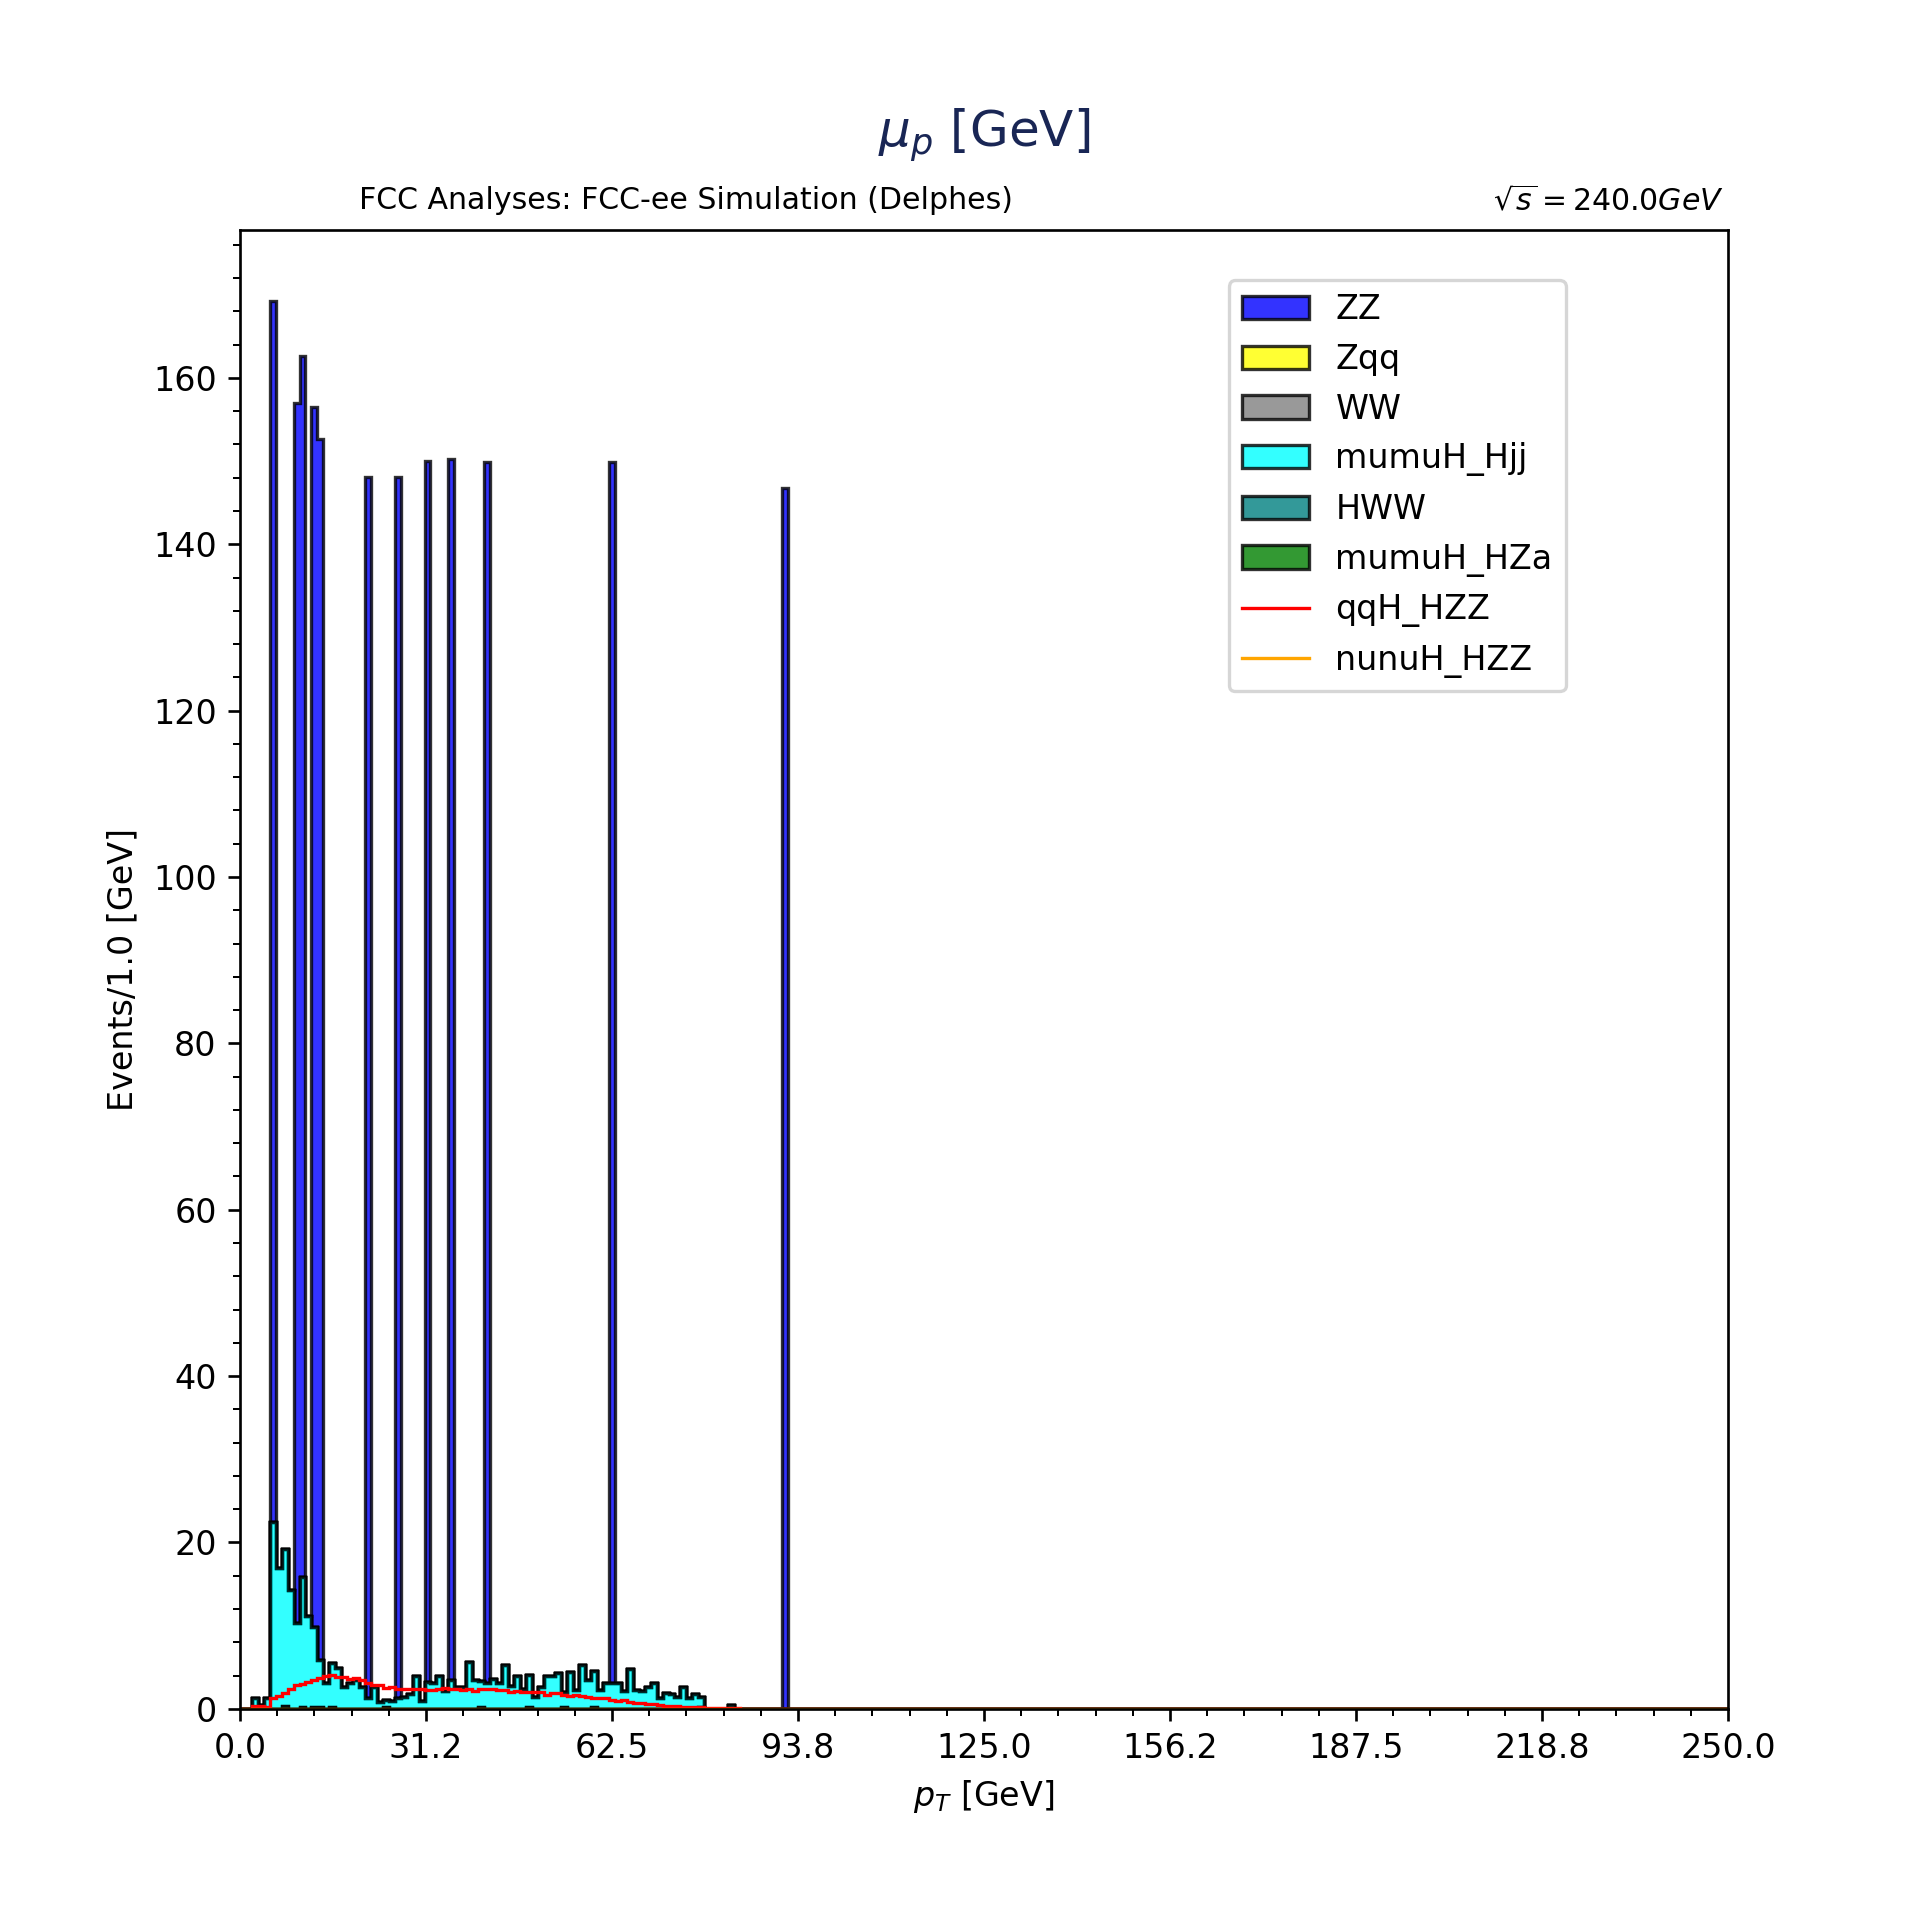 μp [GeV]
FCC Analyses: FCC-ee Simulation (Delphes)
√s = 240.0GeV
ZZ
Zqq
WW
mumuH_Hjj
HWW
mumuH_HZa
qqH_HZZ
nunuH_HZZ
Events/1.0 [GeV]
160
140
120
100
80
60
40
20
0
0.0 31.2 62.5 93.8 125.0 156.2 187.5 218.8 250.0
pT [GeV]